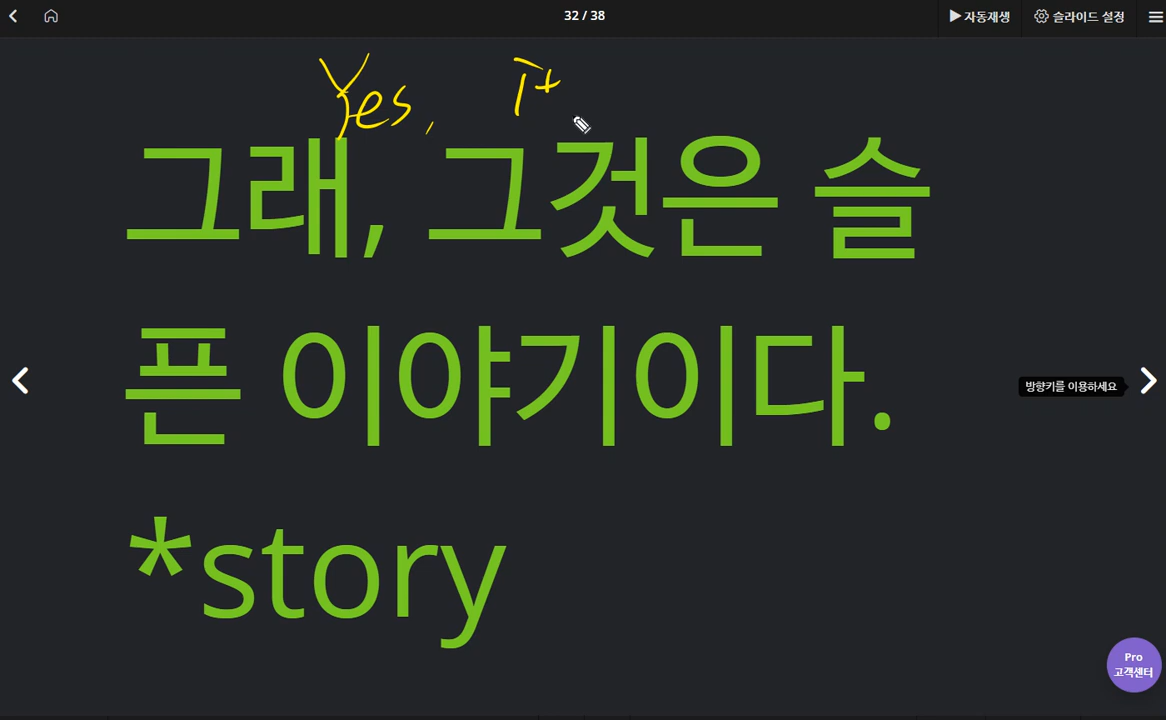 32 / 38
자동재생
슬라이드 설정
Yes, It
그래, 그것은 슬
픈 이야기이다.
방향키를 이용하세요
*story
Pro
고객센터